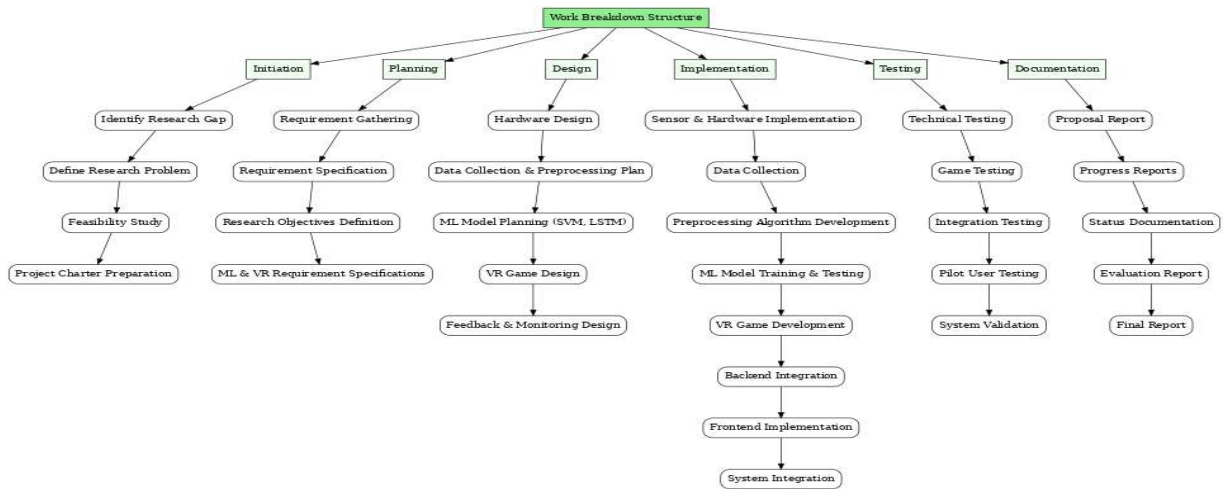 Work Breakdown Structure
Initiation
Planning
Design
Implementation
Testing
Documentation
Identify Research Gap
Requirement Gathering
Hardware Design
Sensor & Hardware Implementation
Technical Testing
Proposal Report
Define Research Problem
Requirement Specification
Data Collection & Preprocessing Plan
Data Collection
Game Testing
Progress Reports
Feasibility Study
Research Objectives Definition
ML Model Planning (SVM, LSTM)
Preprocessing Algorithm Development
Integration Testing
Status Documentation
Project Charter Preparation
ML & VR Requirement Specifications
VR Game Design
ML Model Training & Testing
Pilot User Testing
Evaluation Report
Feedback & Monitoring Design
VR Game Development
System Validation
Final Report
Backend Integration
Frontend Implementation
System Integration